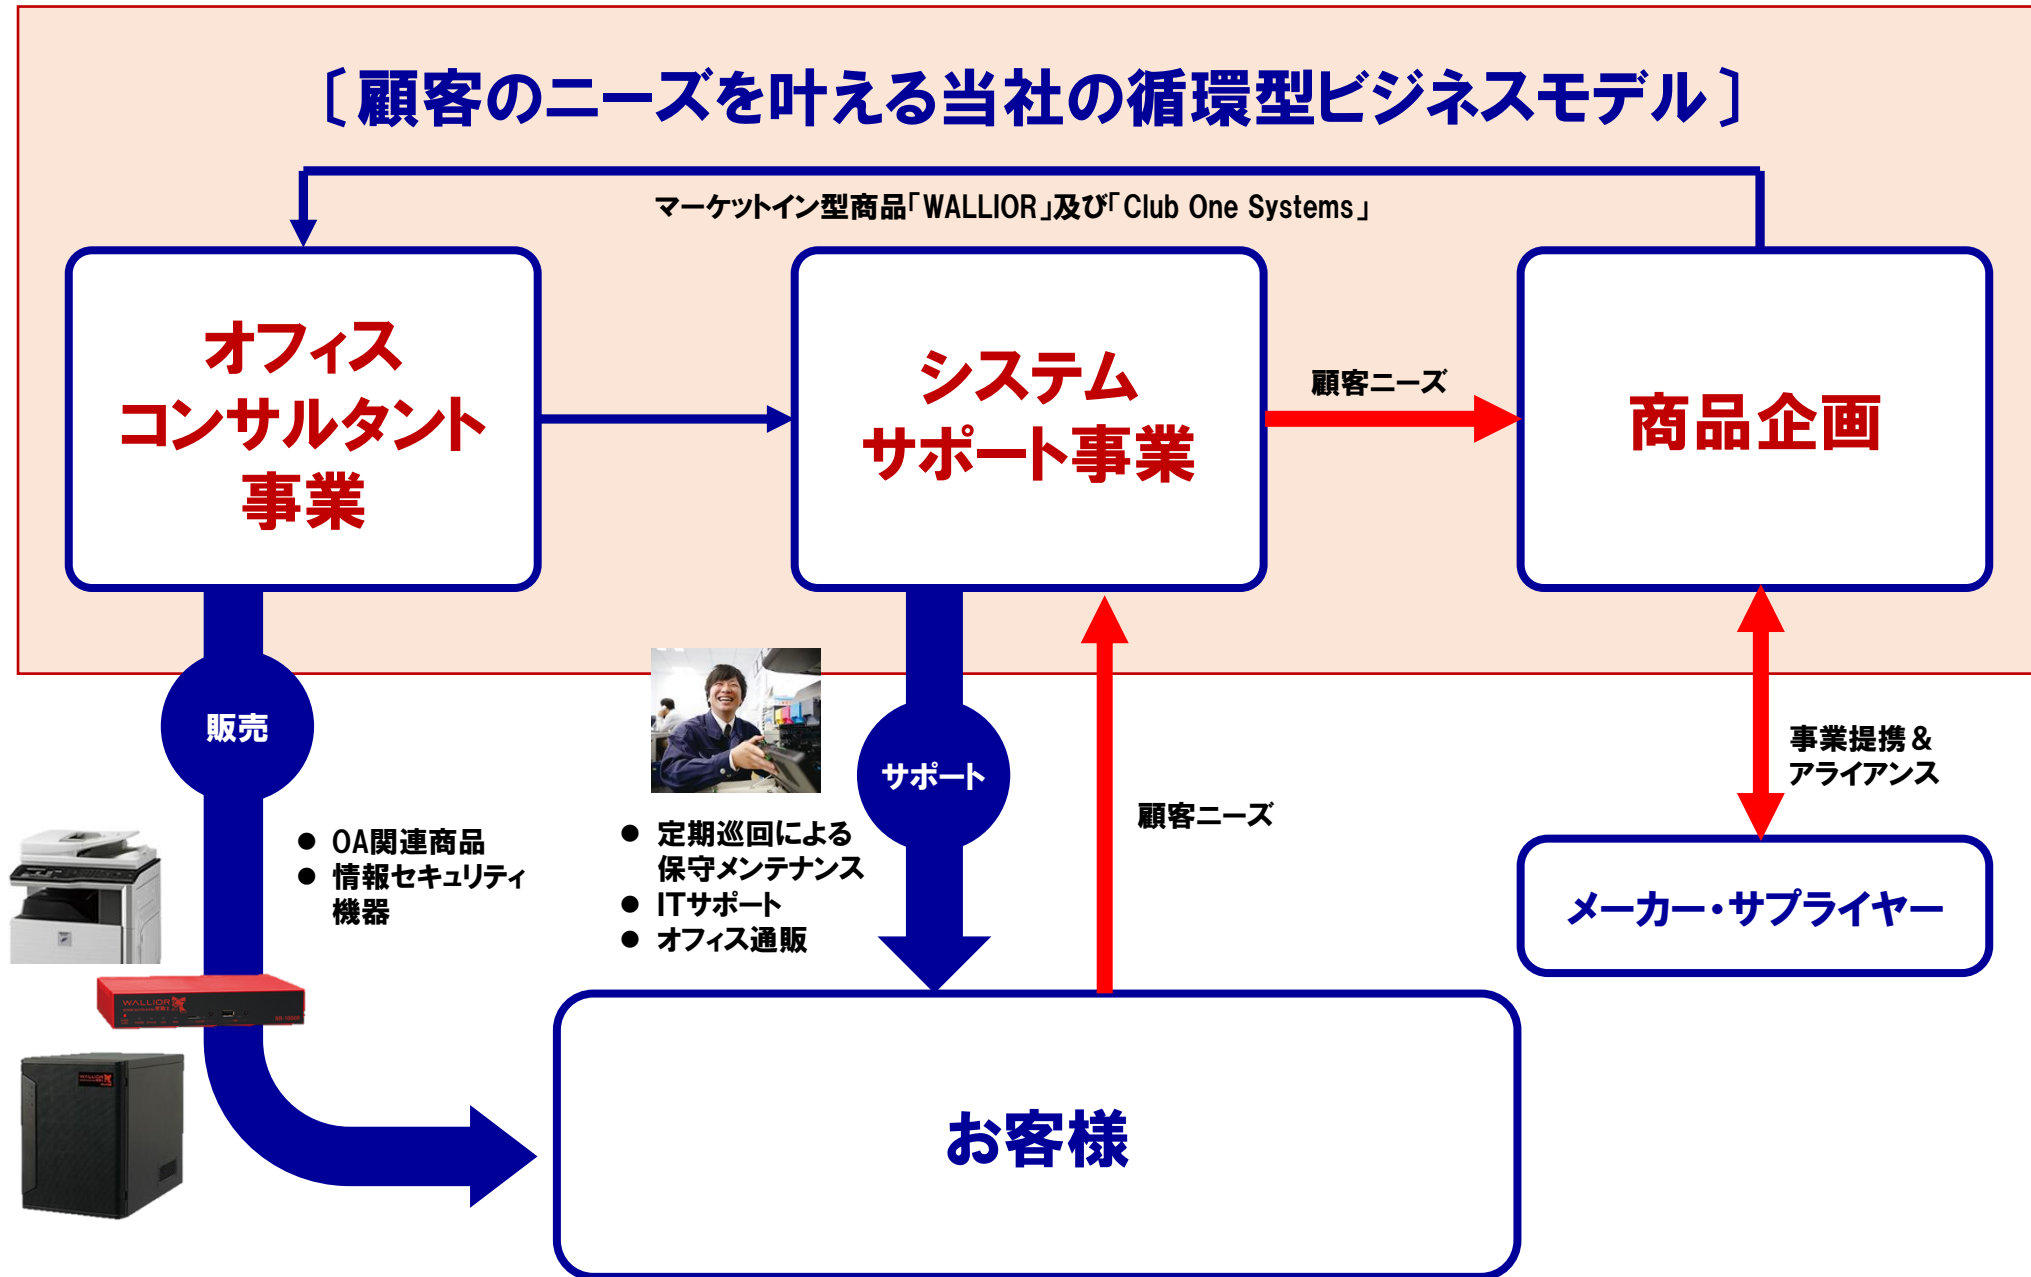 〔顧客のニーズを叶える当社の循環型ビジネスモデル〕
マーケットイン型商品「WALLIOR」及び「Club One Systems」
オフィス
コンサルタント
事業
システム
サポート事業
顧客ニーズ
商品企画
販売
サポート
事業提携＆
アライアンス
顧客ニーズ
● OA関連商品
● 情報セキュリティ
機器
● 定期巡回による
保守メンテナンス
● ITサポート
● オフィス通販
メーカー・サプライヤー
WALLIOR
WALLIOR
お客様